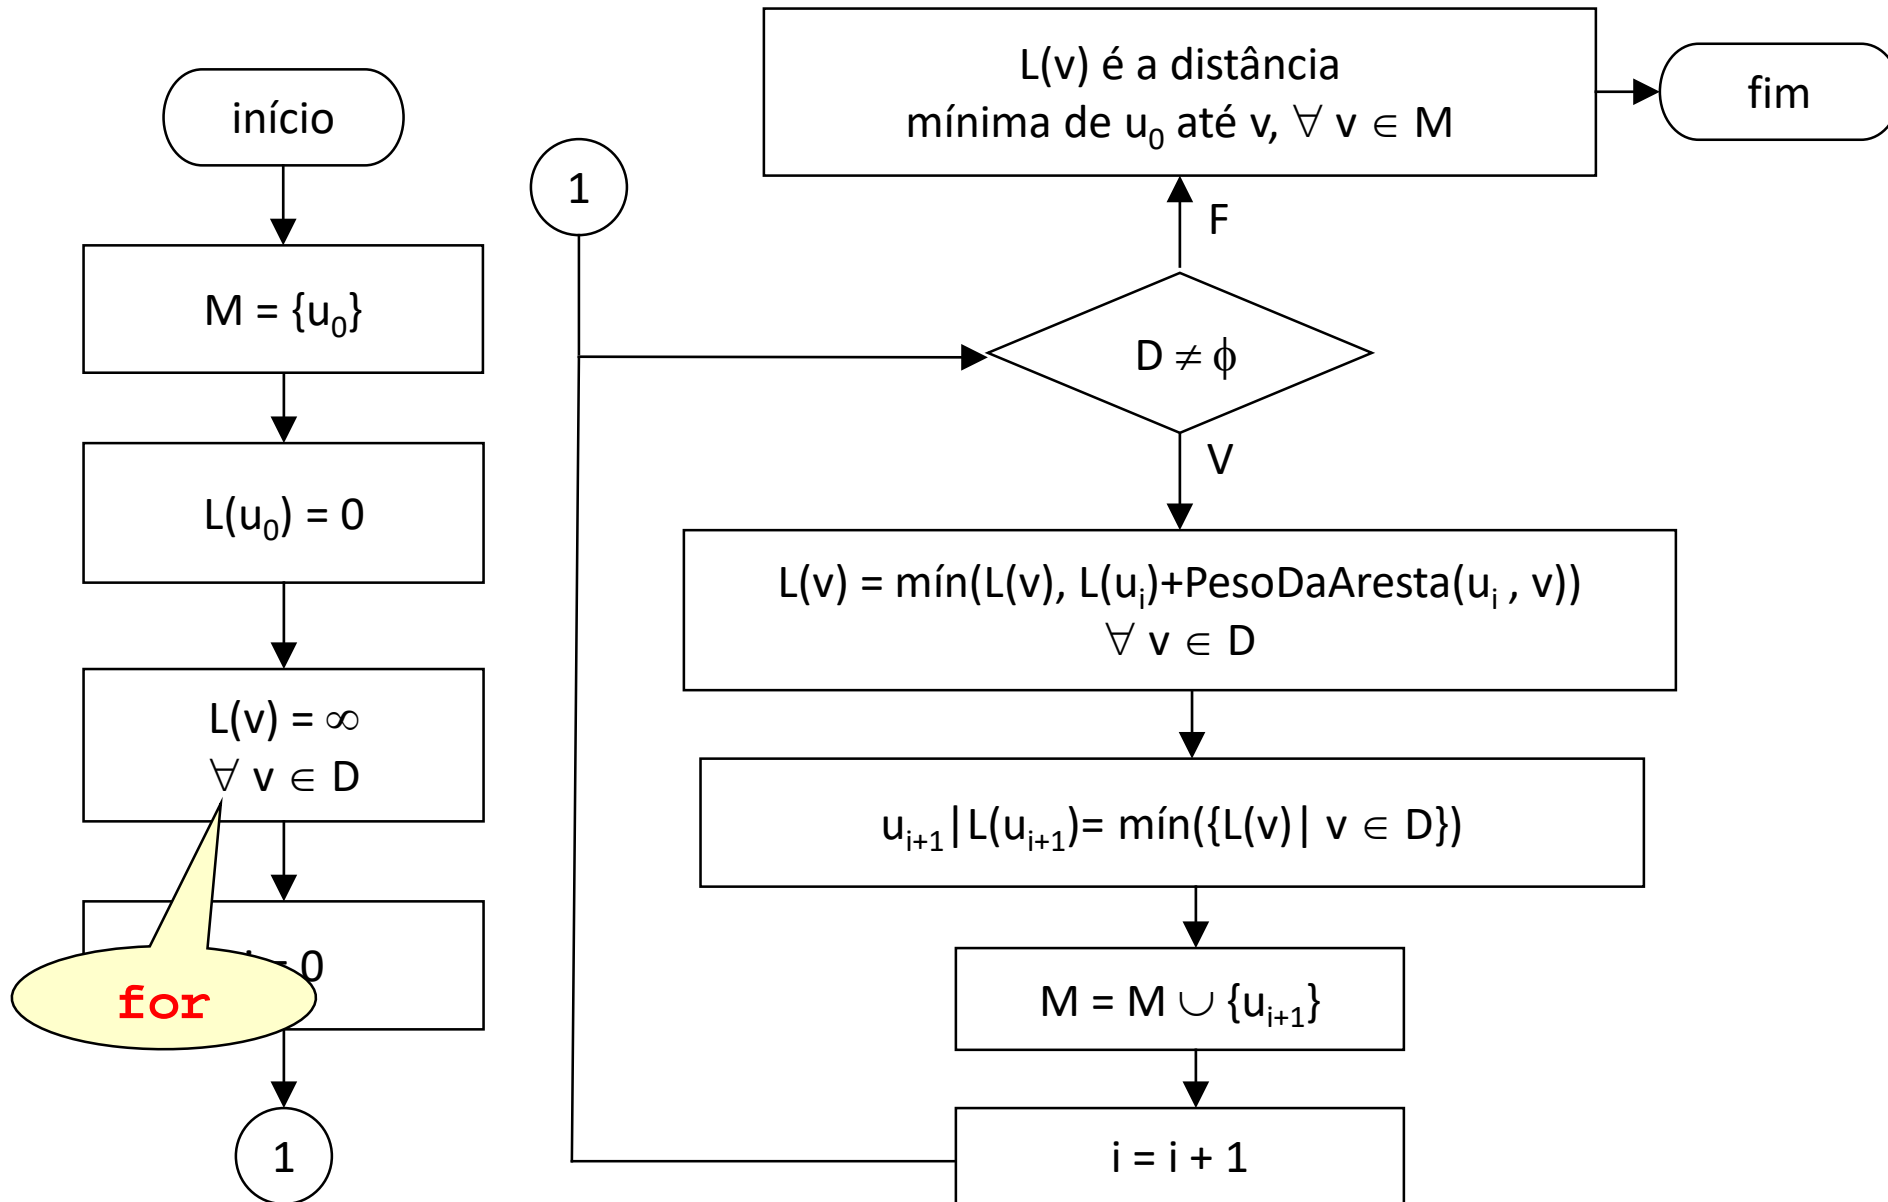 início
M = {u₀}
L(u₀) = 0
L(v) = ∞
∀ v ∈ D
= 0
for
1
1
L(v) é a distância
mínima de u₀ até v, ∀ v ∈ M
fim
F
D ≠ ϕ
V
L(v) = mín(L(v), L(uᵢ)+PesoDaAresta(uᵢ , v))
∀ v ∈ D
uᵢ₊₁|L(uᵢ₊₁)= mín({L(v)| v ∈ D})
M = M ∪ {uᵢ₊₁}
i = i + 1